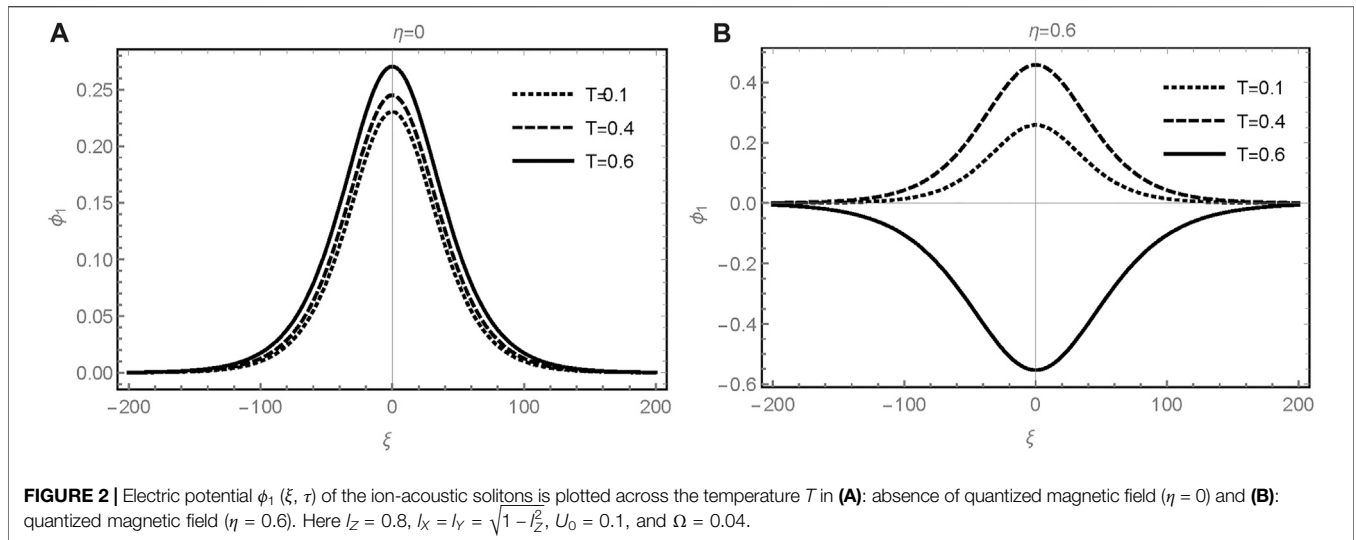 A
η=0
0.25
0.20
0.15
0.10
0.05
0.00
ϕ₁
T=0.1
T=0.4
T=0.6
−200
−100
0
100
200
ξ
B
η=0.6
0.4
0.2
0.0
−0.2
−0.4
−0.6
ϕ₁
T=0.1
T=0.4
T=0.6
−200
−100
0
100
200
ξ
FIGURE 2 | Electric potential ϕ₁ (ξ, τ) of the ion-acoustic solitons is plotted across the temperature T in (A): absence of quantized magnetic field (η = 0) and (B):
quantized magnetic field (η = 0.6). Here l_Z = 0.8, l_X = l_Y = √(1 − l_Z²), U₀ = 0.1, and Ω = 0.04.